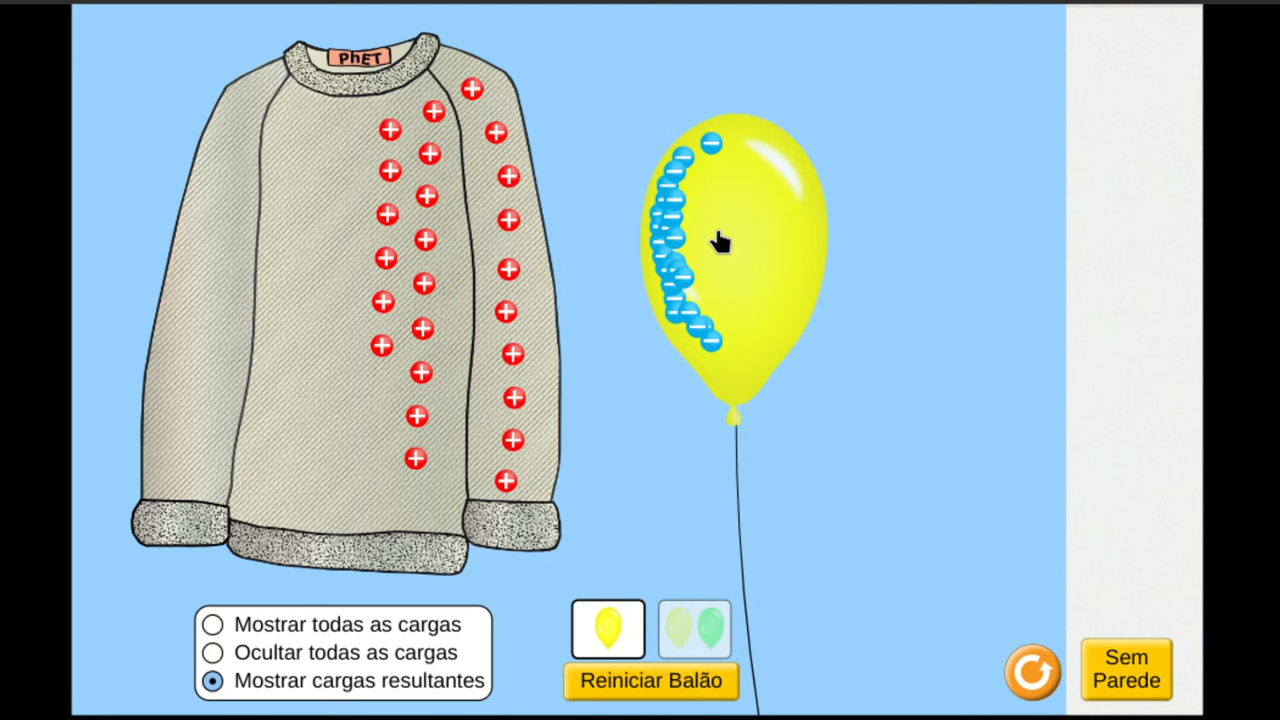 PhET
Mostrar todas as cargas
Ocultar todas as cargas
Mostrar cargas resultantes
Reiniciar Balão
Sem
Parede